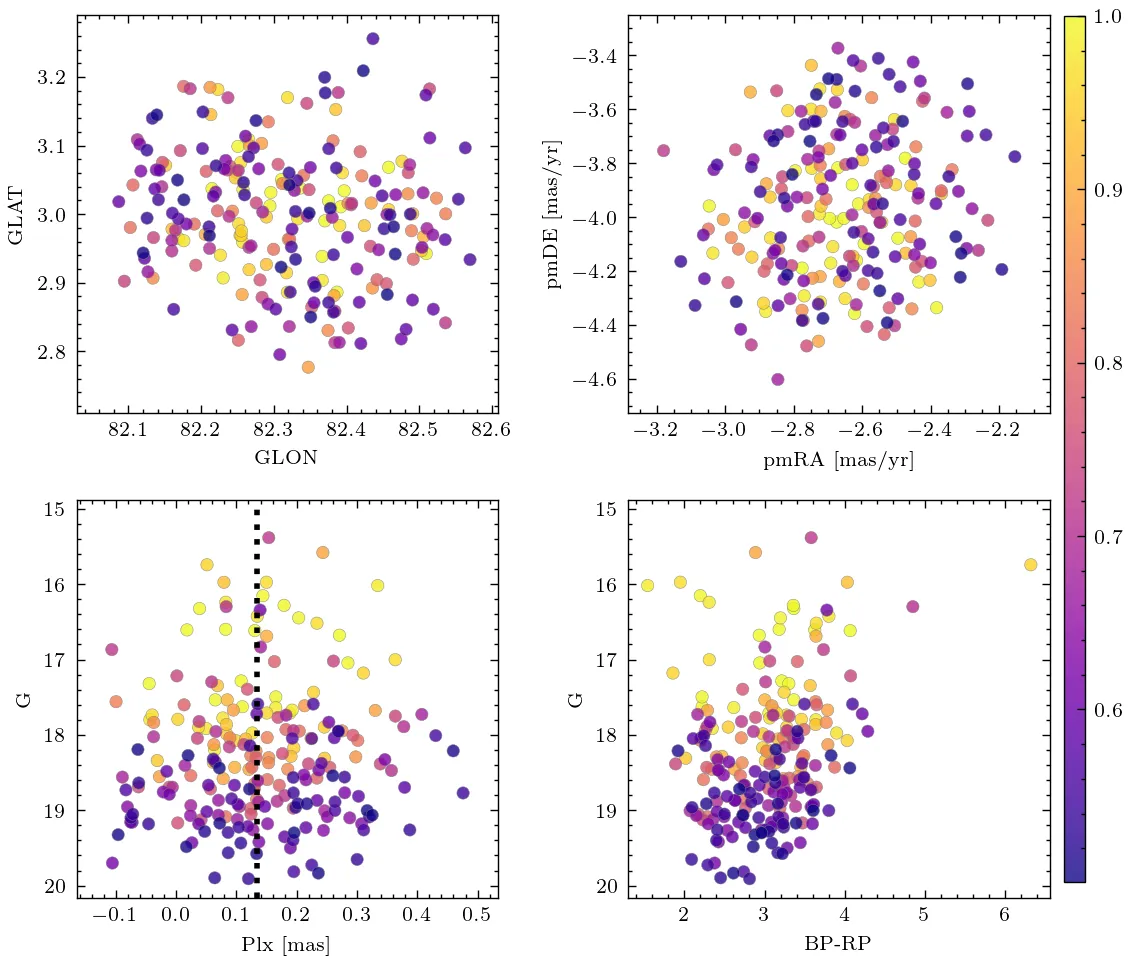 3.2
3.1
3.0
2.9
2.8
GLAT
82.1 82.2 82.3 82.4 82.5 82.6
GLON
−3.4
−3.6
−3.8
−4.0
−4.2
−4.4
−4.6
pmDE [mas/yr]
−3.2 −3.0 −2.8 −2.6 −2.4 −2.2
pmRA [mas/yr]
15
16
17
18
19
20
G
−0.1 0.0 0.1 0.2 0.3 0.4 0.5
Plx [mas]
15
16
17
18
19
20
G
2 3 4 5 6
BP-RP
1.0
0.9
0.8
0.7
0.6